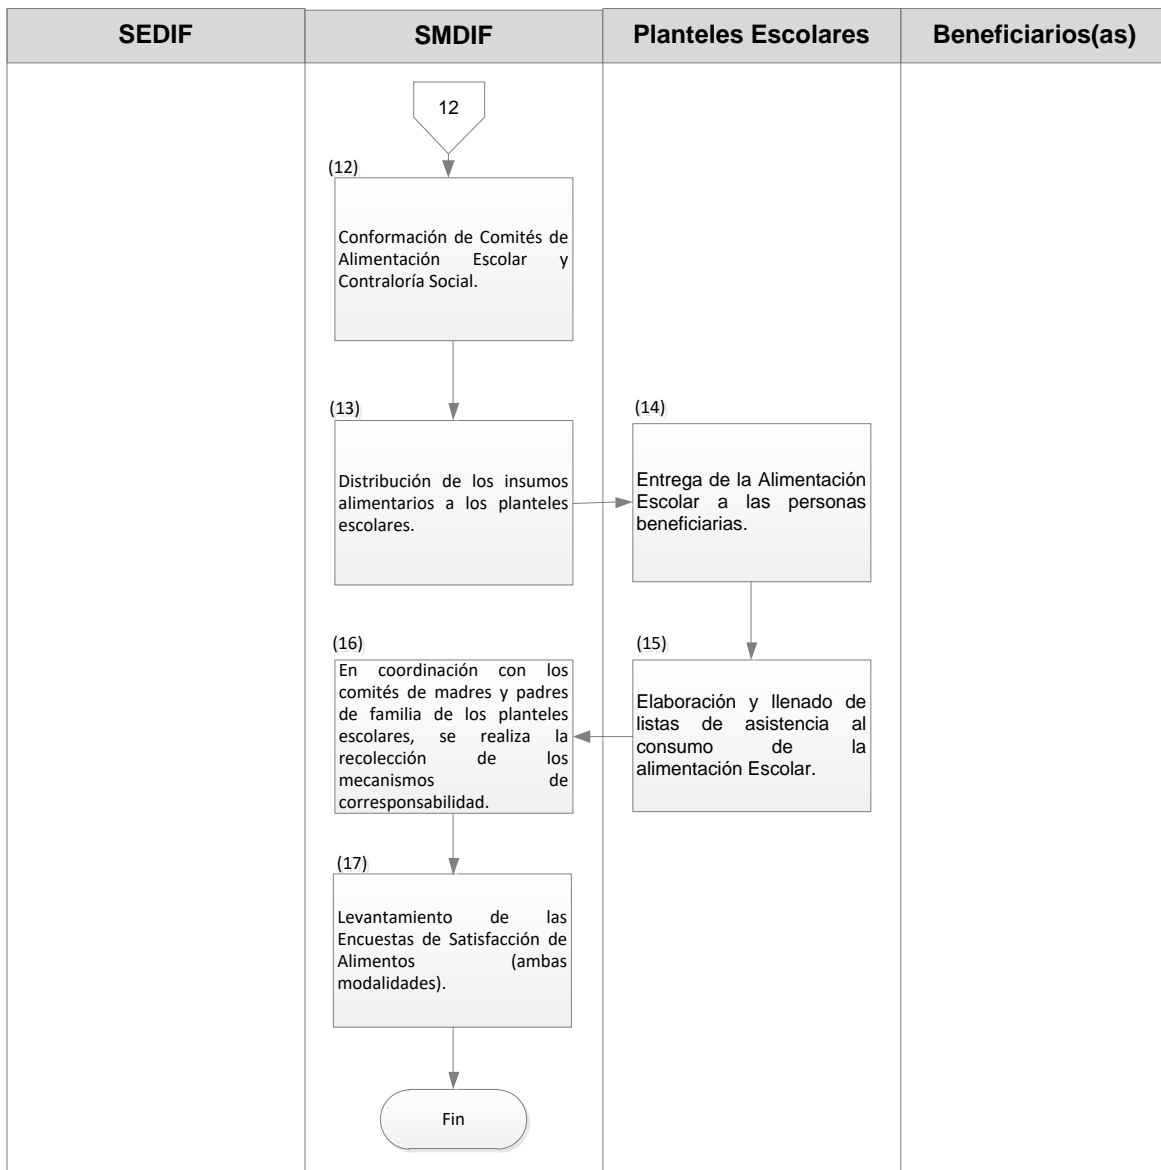 SEDIF
SMDIF
Planteles Escolares
Beneficiarios(as)
12
(12)
Conformación de Comités de
Alimentación Escolar y
Contraloría Social.
(13)
Distribución de los insumos
alimentarios a los planteles
escolares.
(14)
Entrega de la Alimentación
Escolar a las personas
beneficiarias.
(15)
Elaboración y llenado de
listas de asistencia al
consumo de la
alimentación Escolar.
(16)
En coordinación con los
comités de madres y padres
de familia de los planteles
escolares, se realiza la
recolección de los
mecanismos de
corresponsabilidad.
(17)
Levantamiento de las
Encuestas de Satisfacción de
Alimentos (ambas
modalidades).
Fin